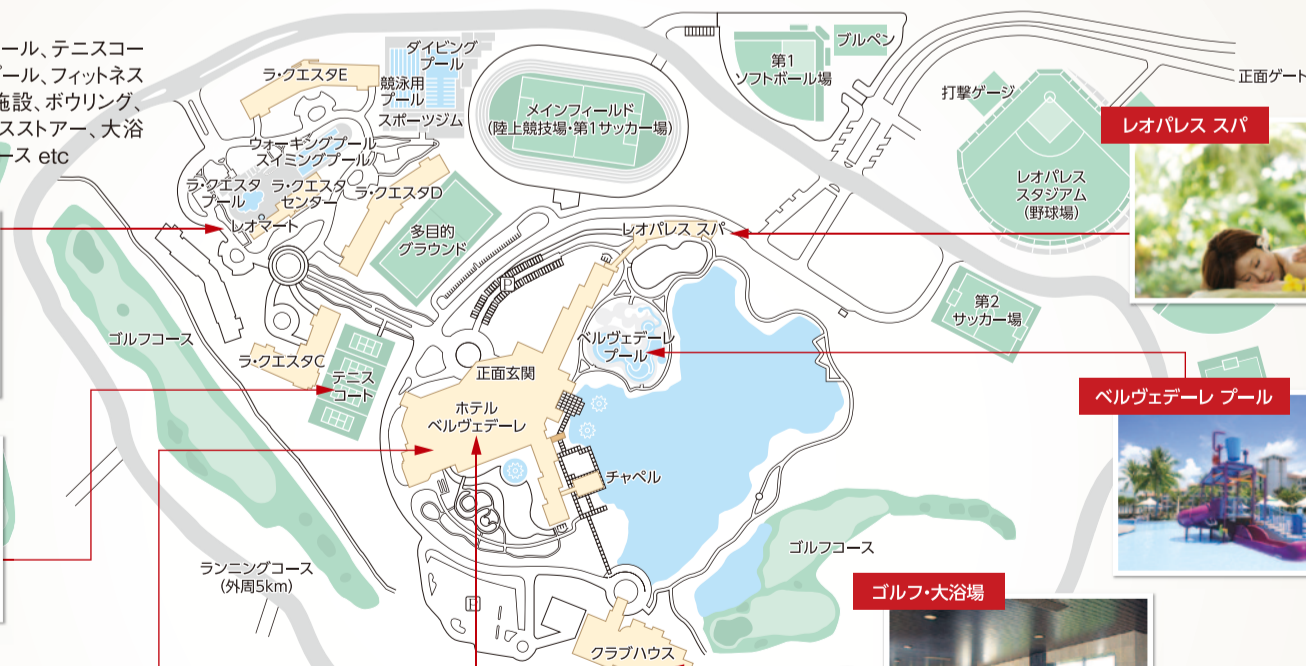 ール、テニスコー
プール、フィットネス
施設、ボウリング、
スストアー、大浴
ース etc
ラ・クエスタE
ダイビング
プール
競泳用
プール
スポーツジム
メインフィールド
(陸上競技場・第1サッカー場)
第1
ソフトボール場
ブルペン
正面ゲート
打撃ゲージ
レオパレス スパ
レオパレス
スタジアム
(野球場)
ウォーキングプール
スイミングプール
ラ・クエスタ
プール
ラ・クエスタ
センター
ラ・クエスタD
レオマート
多目的
グラウンド
レオパレス スパ
P
第2
サッカー場
ゴルフコース
ラ・クエスタC
テニス
コート
ベルヴェデーレ
プール
正面玄関
ホテル
ベルヴェデーレ
ベルヴェデーレ プール
チャペル
ゴルフコース
ランニングコース
(外周5km)
ゴルフ・大浴場
クラブハウス